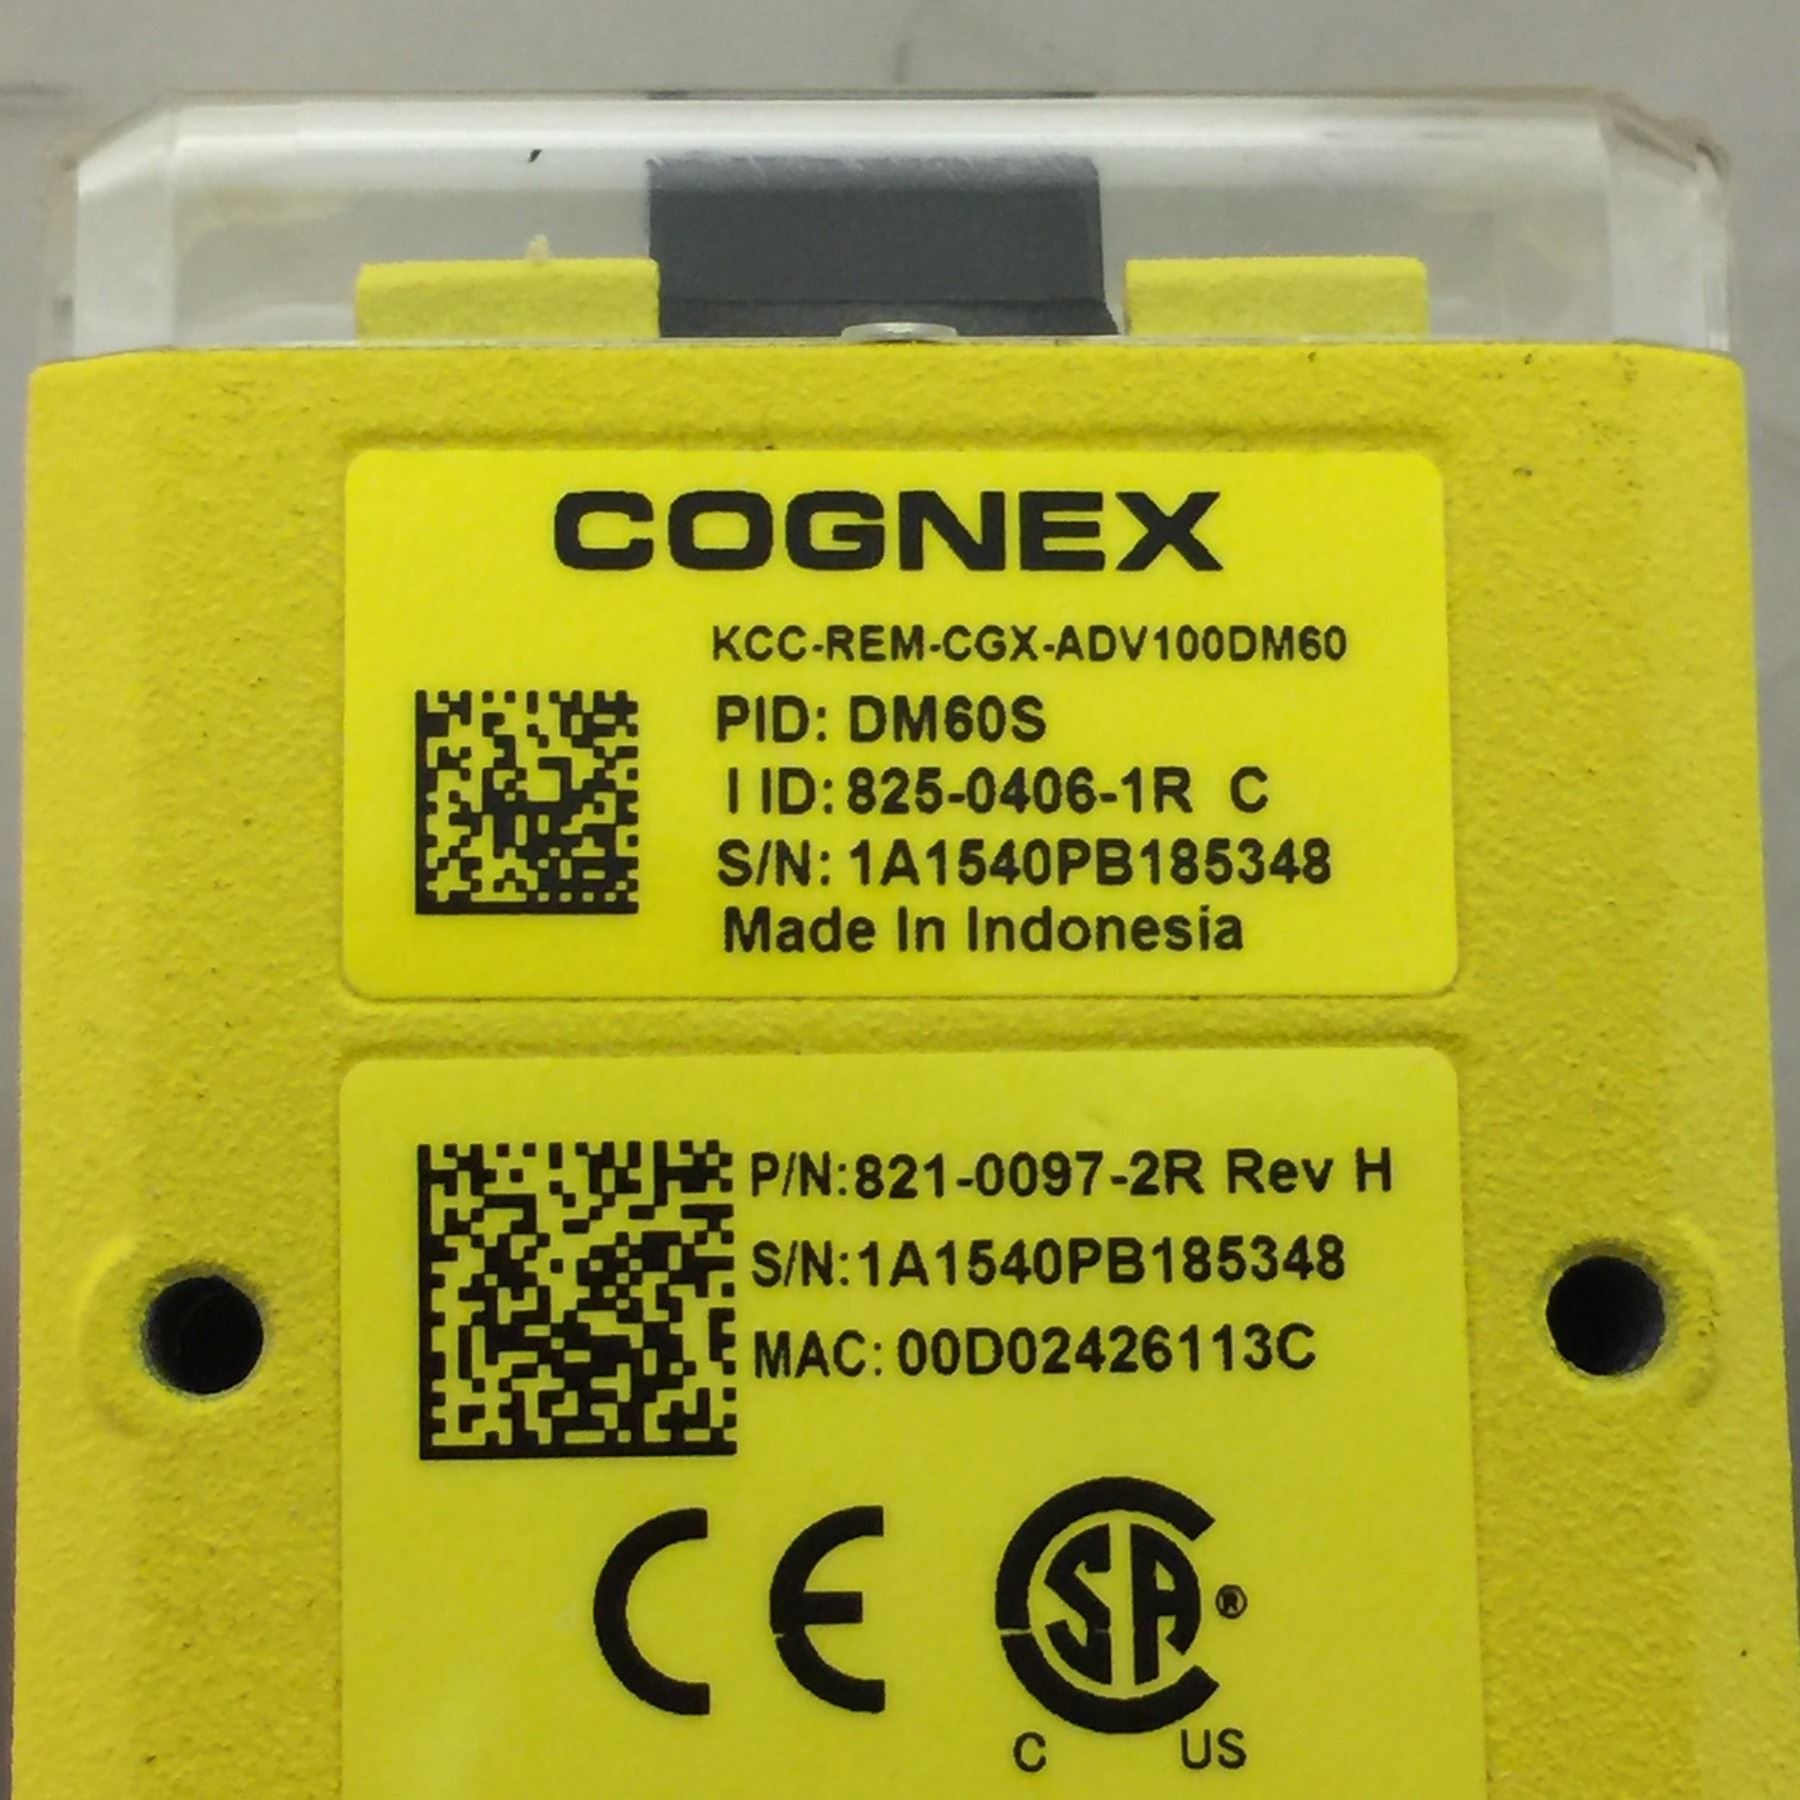 COGNEX
KCC-REM-CGX-ADV100DM60
PID: DM60S
I ID: 825-0406-1R C
S/N: 1A1540PB185348
Made In Indonesia
P/N:821-0097-2R Rev H
S/N:1A1540PB185348
MAC: 00D02426113C
CE
SA ®
C US